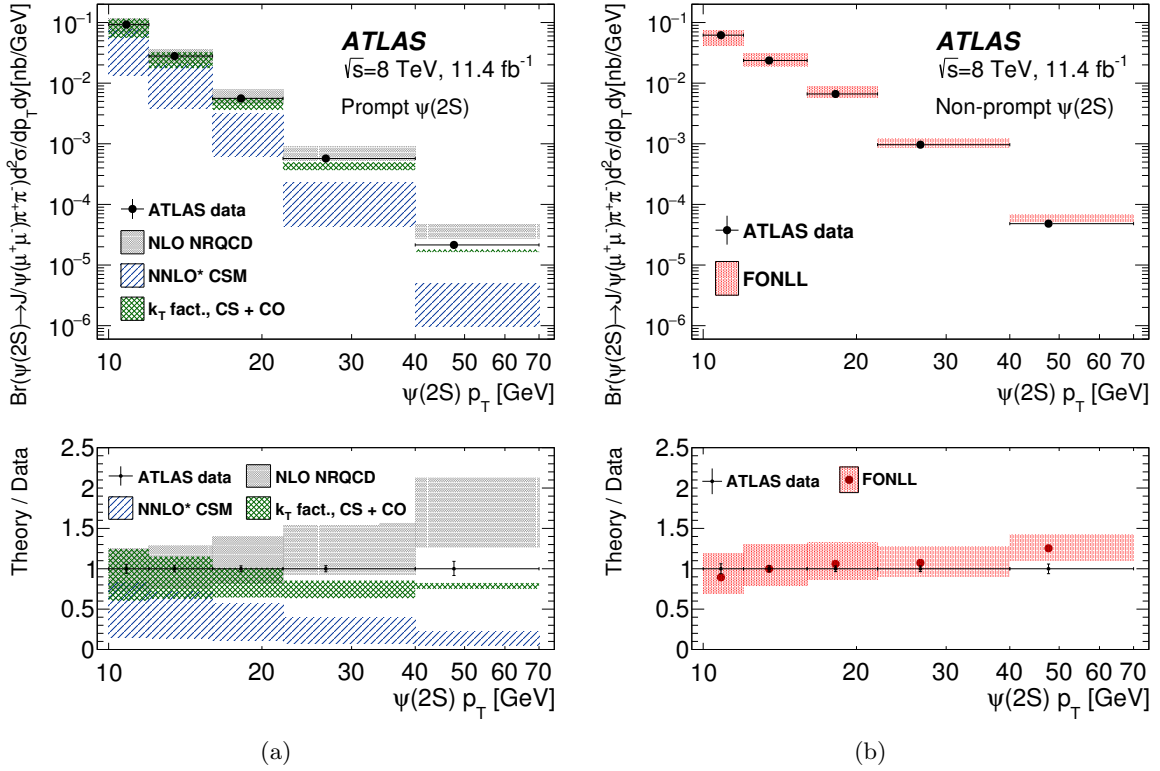 Br(ψ(2S)→J/ψ(μ⁺μ⁻)π⁺π⁻)d²σ/dp_T dy[nb/GeV]
10⁻¹
10⁻²
10⁻³
10⁻⁴
10⁻⁵
10⁻⁶
ATLAS
√s=8 TeV, 11.4 fb⁻¹
Prompt ψ(2S)
ATLAS data
NLO NRQCD
NNLO* CSM
k_T fact., CS + CO
10 20 30 40 50 60 70
ψ(2S) p_T [GeV]
Theory / Data
2.5
2
1.5
1
0.5
0
ATLAS data NLO NRQCD
NNLO* CSM k_T fact., CS + CO
10 20 30 40 50 60 70
ψ(2S) p_T [GeV]
(a)
Br(ψ(2S)→J/ψ(μ⁺μ⁻)π⁺π⁻)d²σ/dp_T dy[nb/GeV]
10⁻¹
10⁻²
10⁻³
10⁻⁴
10⁻⁵
10⁻⁶
ATLAS
√s=8 TeV, 11.4 fb⁻¹
Non-prompt ψ(2S)
ATLAS data
FONLL
10 20 30 40 50 60 70
ψ(2S) p_T [GeV]
Theory / Data
2.5
2
1.5
1
0.5
0
ATLAS data FONLL
10 20 30 40 50 60 70
ψ(2S) p_T [GeV]
(b)